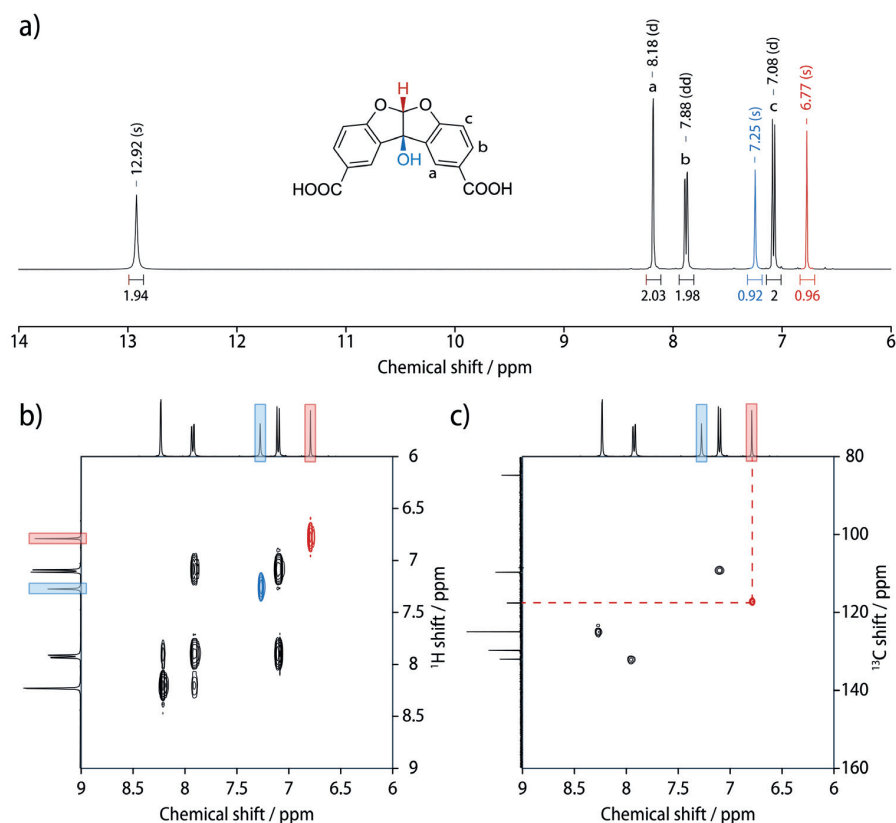 a)
12.92 (s)
a
8.18 (d)
b
7.88 (dd)
7.25 (s)
c
7.08 (d)
6.77 (s)
H
O
O
c
b
OH
a
HOOC
COOH
1.94
2.03
1.98
0.92
2
0.96
14 13 12 11 10 9 8 7 6
Chemical shift / ppm
b)
6
6.5
7
7.5
8
8.5
9
¹H shift / ppm
9 8.5 8 7.5 7 6.5 6
Chemical shift / ppm
c)
80
100
120
140
160
¹³C shift / ppm
9 8.5 8 7.5 7 6.5 6
Chemical shift / ppm